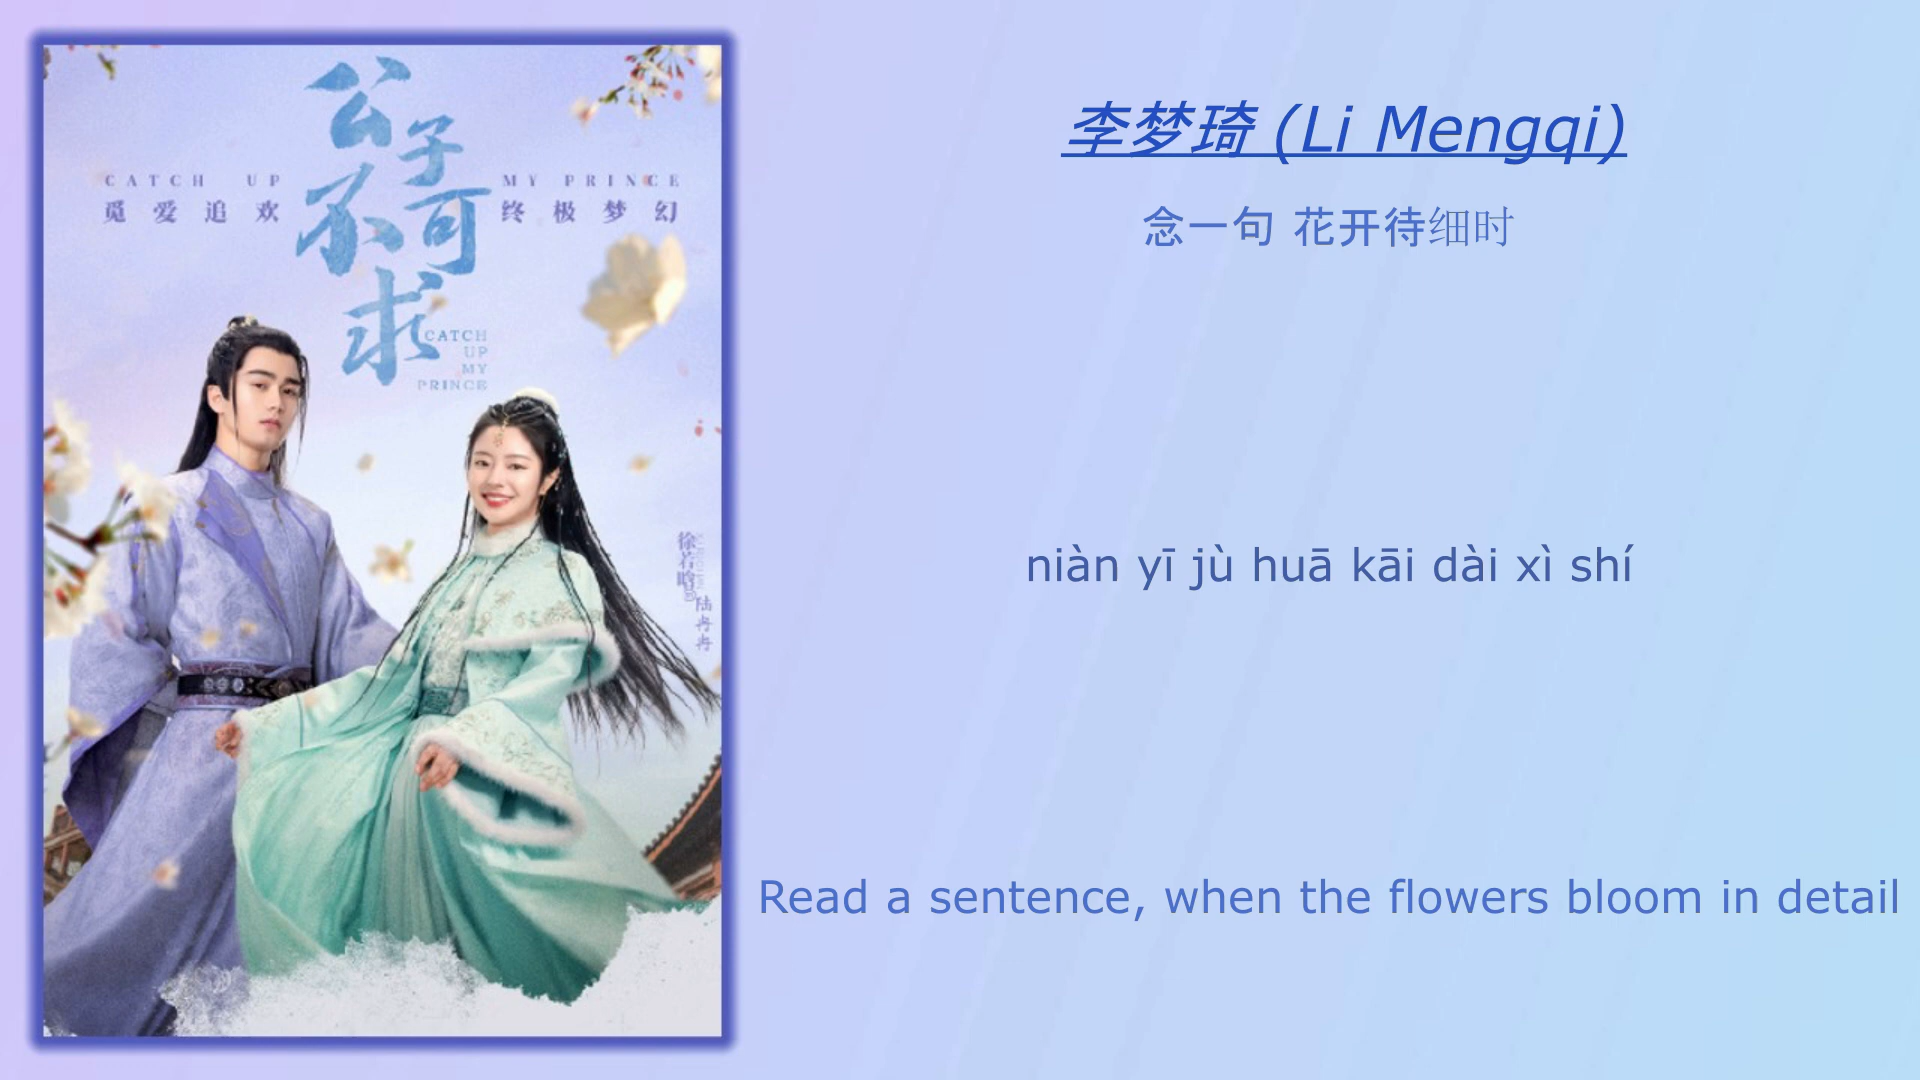 公子不可求
CATCH UP MY PRINCE
觅爱追欢 终极梦幻
CATCH
UP
MY
PRINCE
徐若晗
陆冉冉
李梦琦 (Li Mengqi)
念一句 花开待细时
niàn yī jù huā kāi dài xì shí
Read a sentence, when the flowers bloom in detail